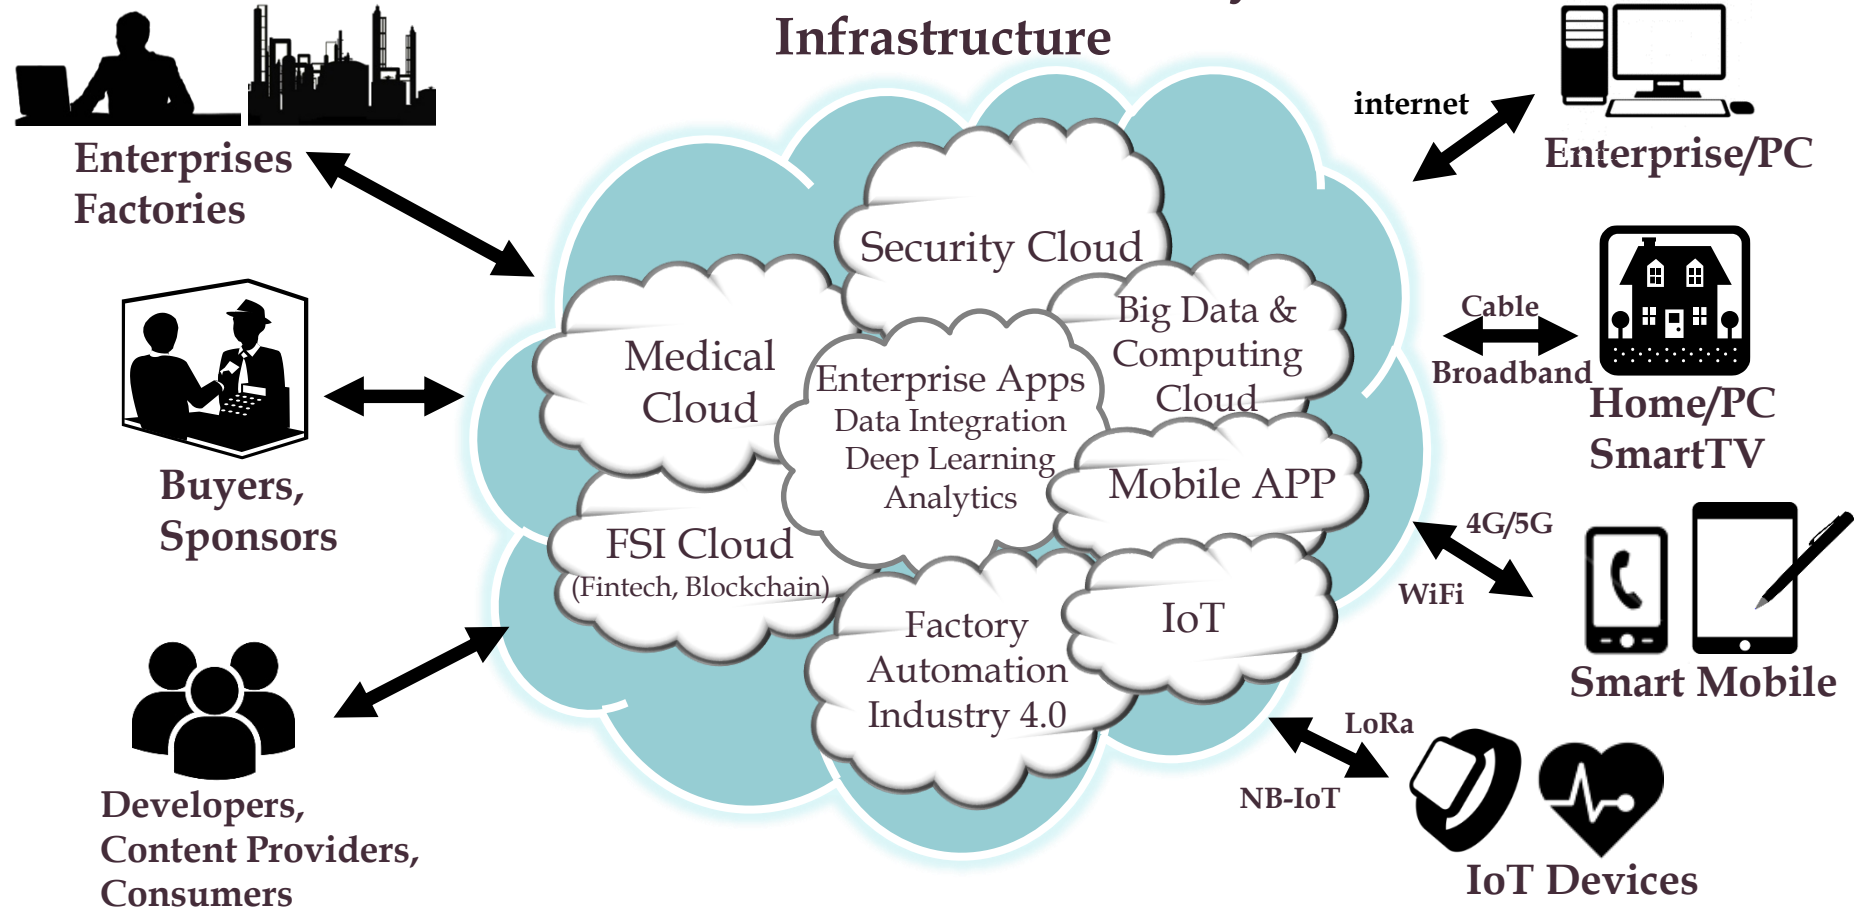 Infrastructure
Enterprises
Factories
Buyers,
Sponsors
Developers,
Content Providers,
Consumers
Security Cloud
Medical
Cloud
Big Data &
Computing
Cloud
Enterprise Apps
Data Integration
Deep Learning
Analytics
Mobile APP
FSI Cloud
(Fintech, Blockchain)
IoT
Factory
Automation
Industry 4.0
internet
Enterprise/PC
Cable
Broadband
Home/PC
SmartTV
4G/5G
WiFi
Smart Mobile
LoRa
NB-IoT
IoT Devices